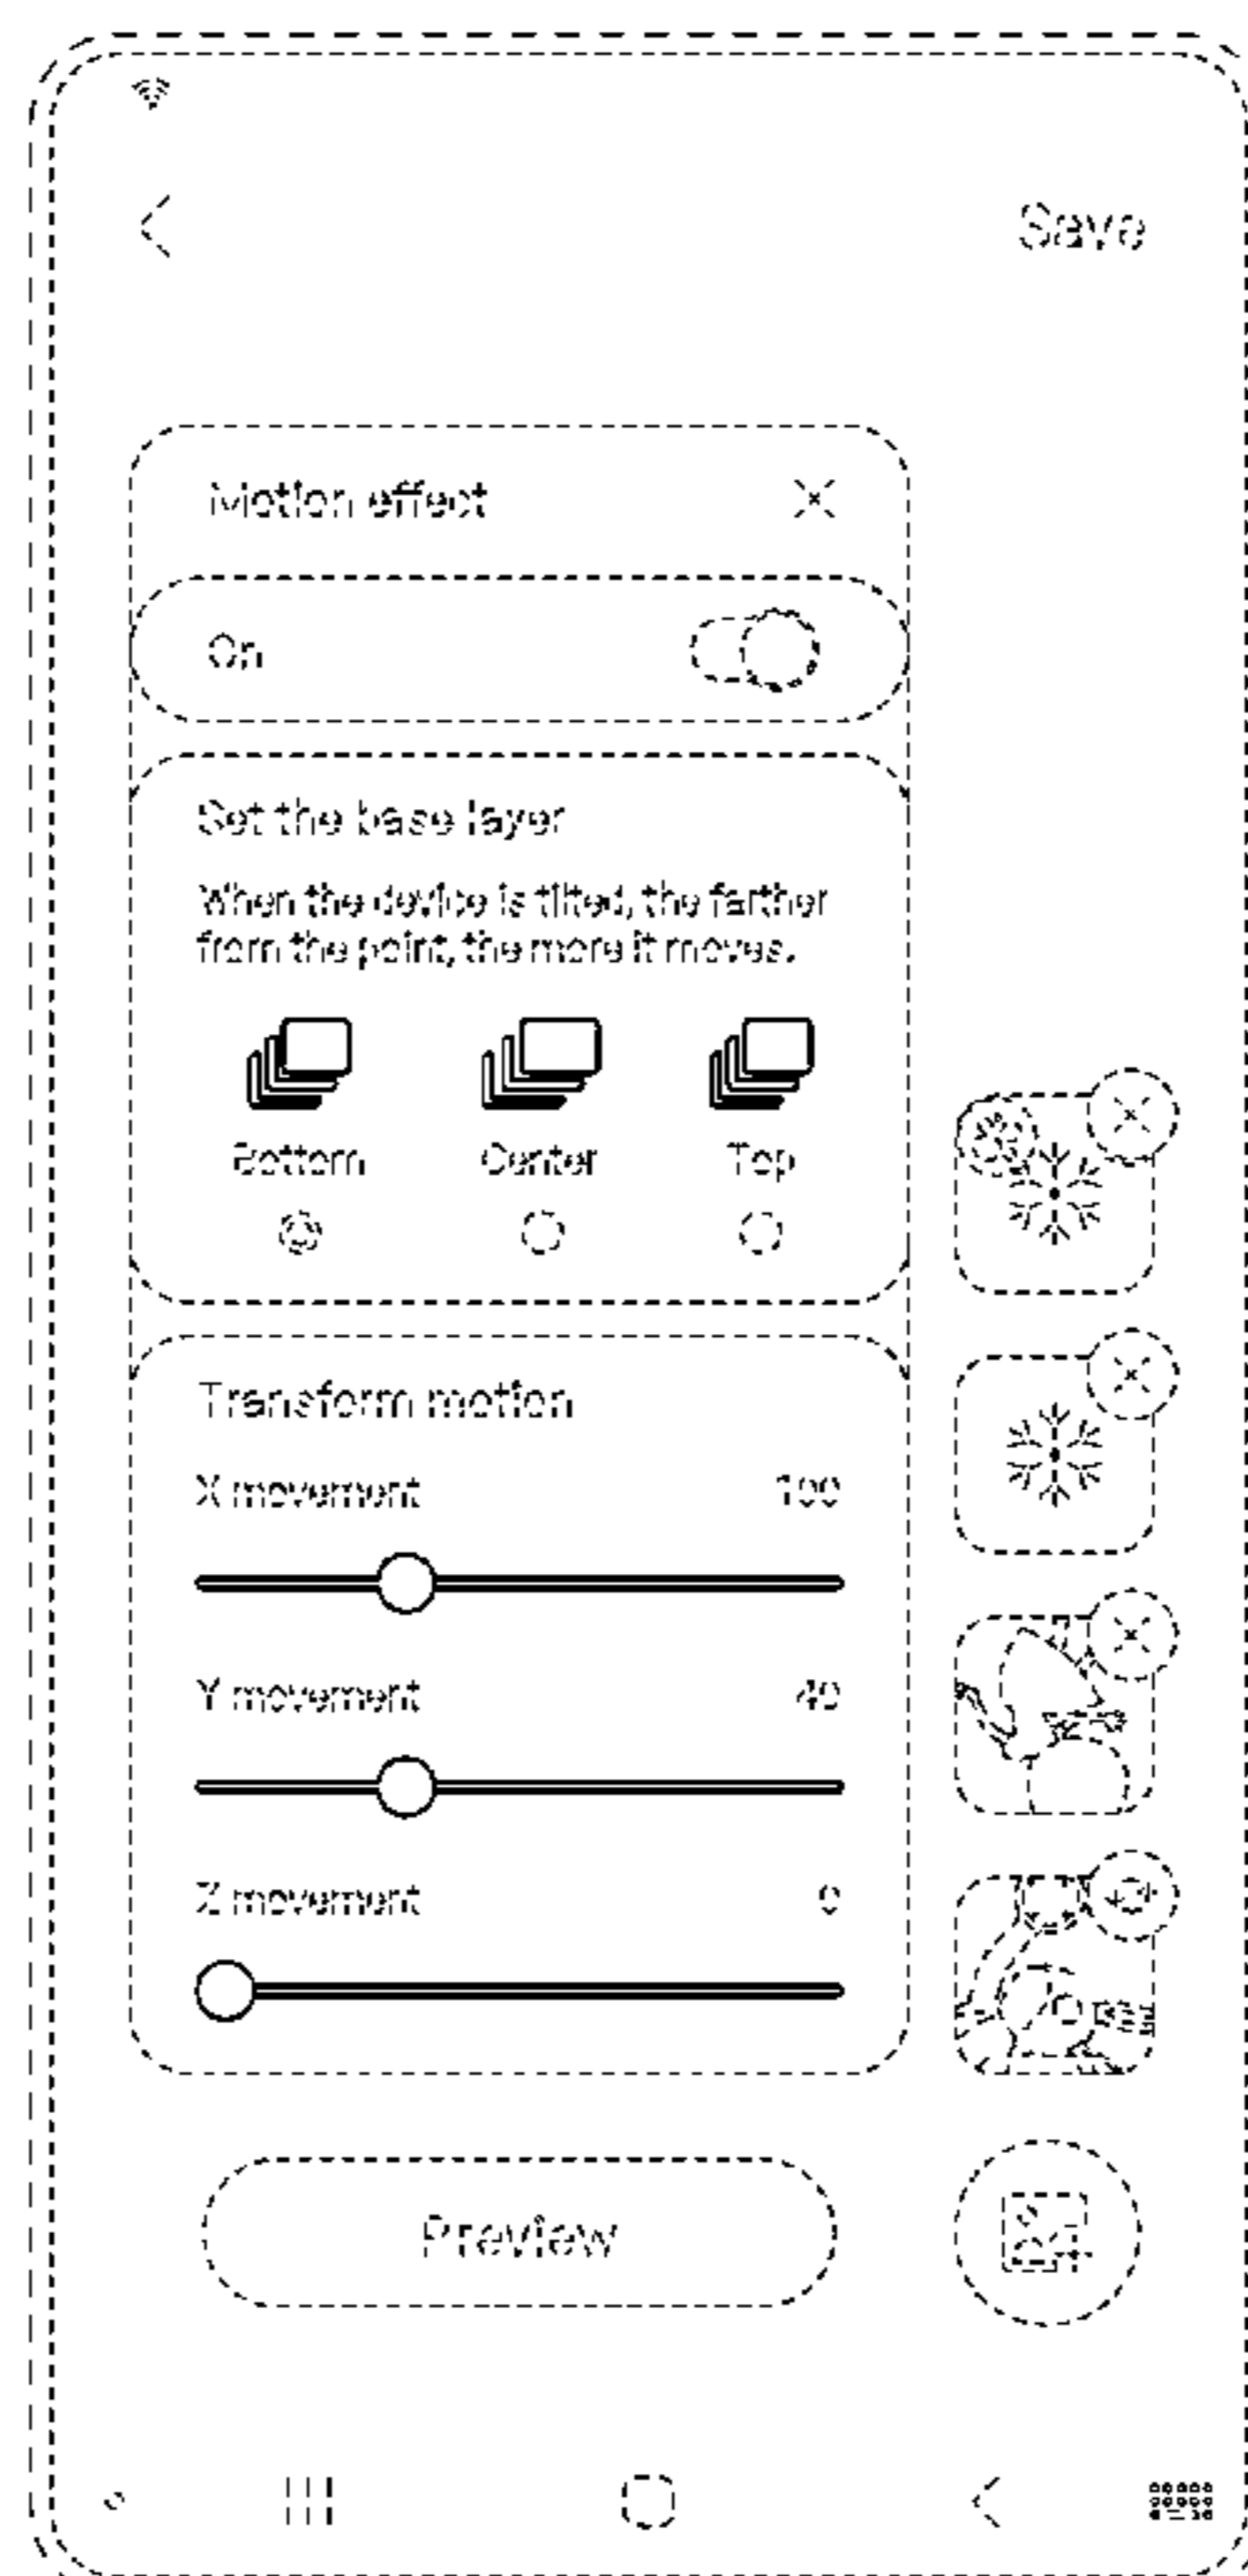 Save
Motion effect
On
Set the base layer
When the device is tilted, the farther
from the point, the more it moves.
Bottom Center Top
Transform motion
X movement 100
Y movement 40
Z movement 0
Preview